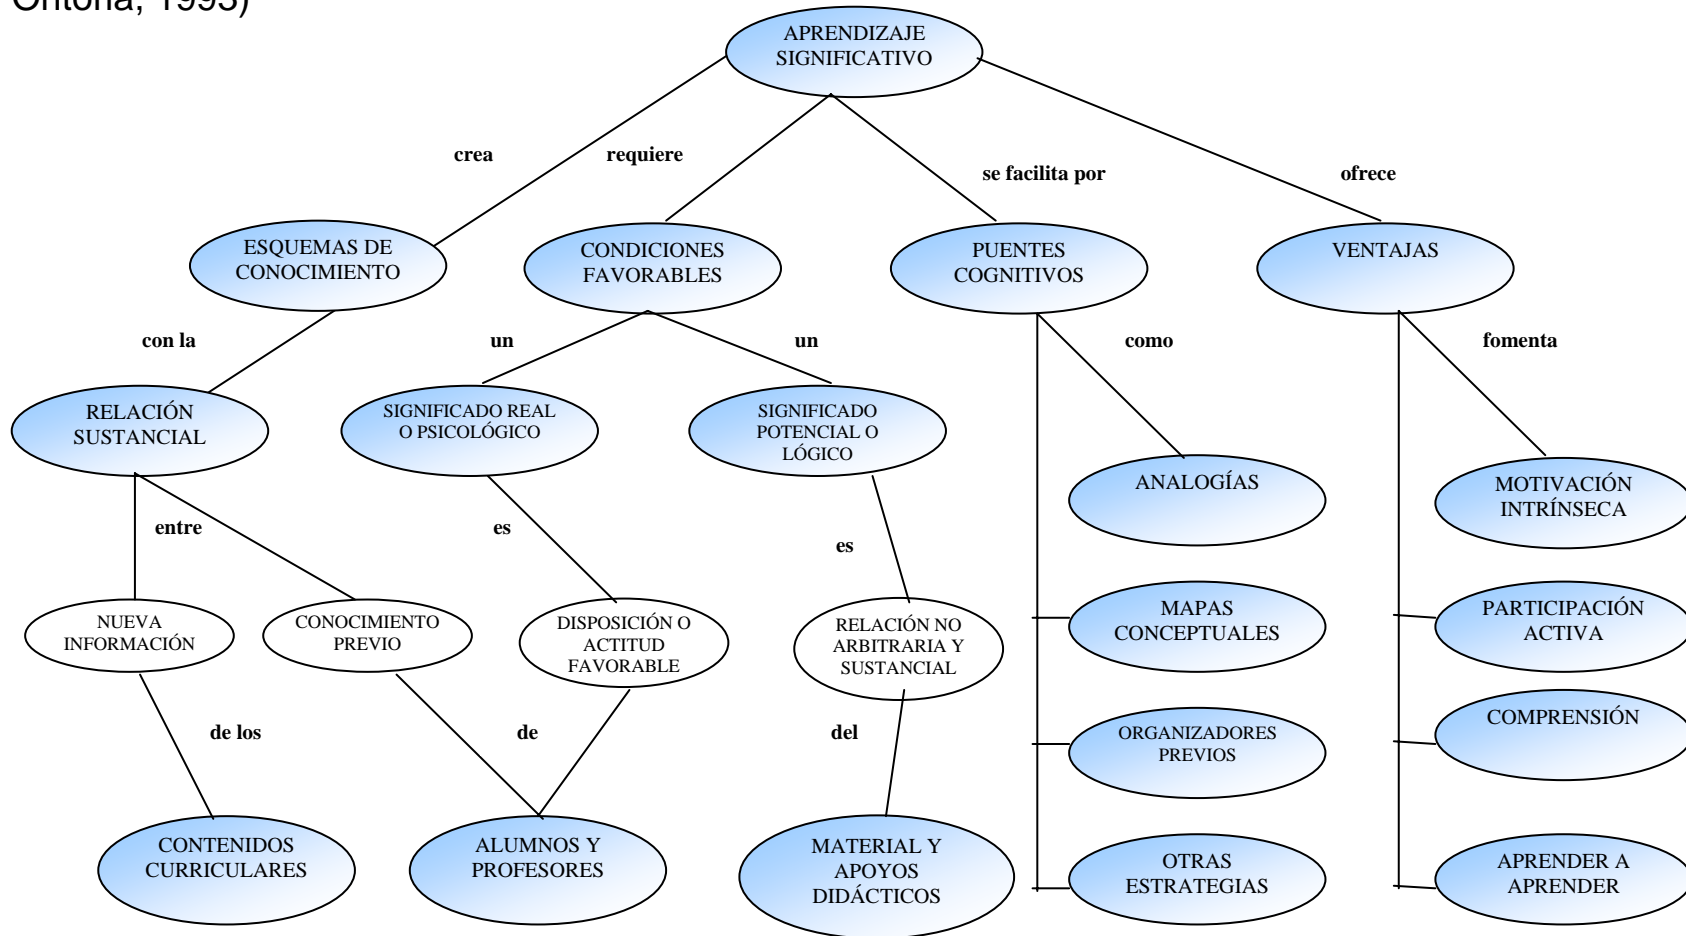 Ontoria, 1993)
APRENDIZAJE
SIGNIFICATIVO
crea
requiere
se facilita por
ofrece
ESQUEMAS DE
CONOCIMIENTO
CONDICIONES
FAVORABLES
PUENTES
COGNITIVOS
VENTAJAS
con la
un
un
como
fomenta
RELACIÓN
SUSTANCIAL
SIGNIFICADO REAL
O PSICOLÓGICO
SIGNIFICADO
POTENCIAL O
LÓGICO
ANALOGÍAS
MOTIVACIÓN
INTRÍNSECA
entre
es
es
NUEVA
INFORMACIÓN
CONOCIMIENTO
PREVIO
DISPOSICIÓN O
ACTITUD
FAVORABLE
RELACIÓN NO
ARBITRARIA Y
SUSTANCIAL
MAPAS
CONCEPTUALES
PARTICIPACIÓN
ACTIVA
de los
de
del
ORGANIZADORES
PREVIOS
COMPRENSIÓN
CONTENIDOS
CURRICULARES
ALUMNOS Y
PROFESORES
MATERIAL Y
APOYOS
DIDÁCTICOS
OTRAS
ESTRATEGIAS
APRENDER A
APRENDER